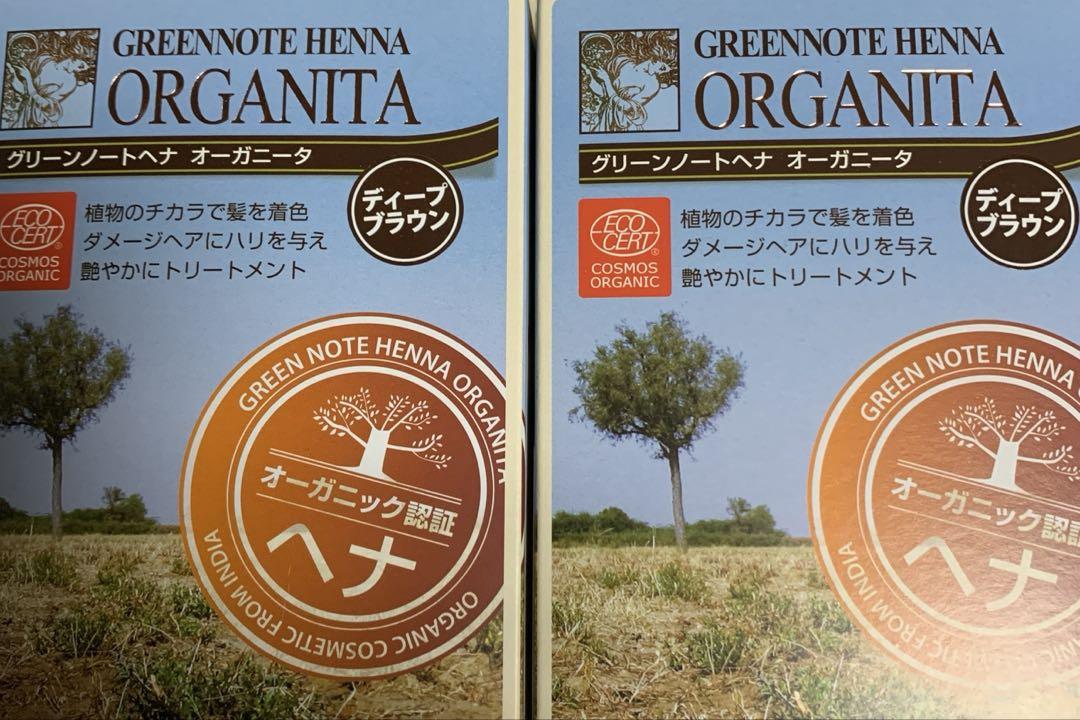 GREENNOTE HENNA
ORGANITA
グリーンノートヘナ オーガニータ
ディープ
ブラウン
ECO
CERT®
COSMOS
ORGANIC
植物のチカラで髪を着色
ダメージヘアにハリを与え
艶やかにトリートメント
GREEN NOTE HENNA ORGANITA
オーガニック認証
ヘナ
ORGANIC COSMETIC FROM INDIA
GREENNOTE HENNA
ORGANITA
グリーンノートヘナ オーガニータ
ディープ
ブラウン
ECO
CERT®
COSMOS
ORGANIC
植物のチカラで髪を着色
ダメージヘアにハリを与え
艶やかにトリートメント
GREEN NOTE HENNA
オーガニック認証
ヘナ
COSMETIC FROM INDIA